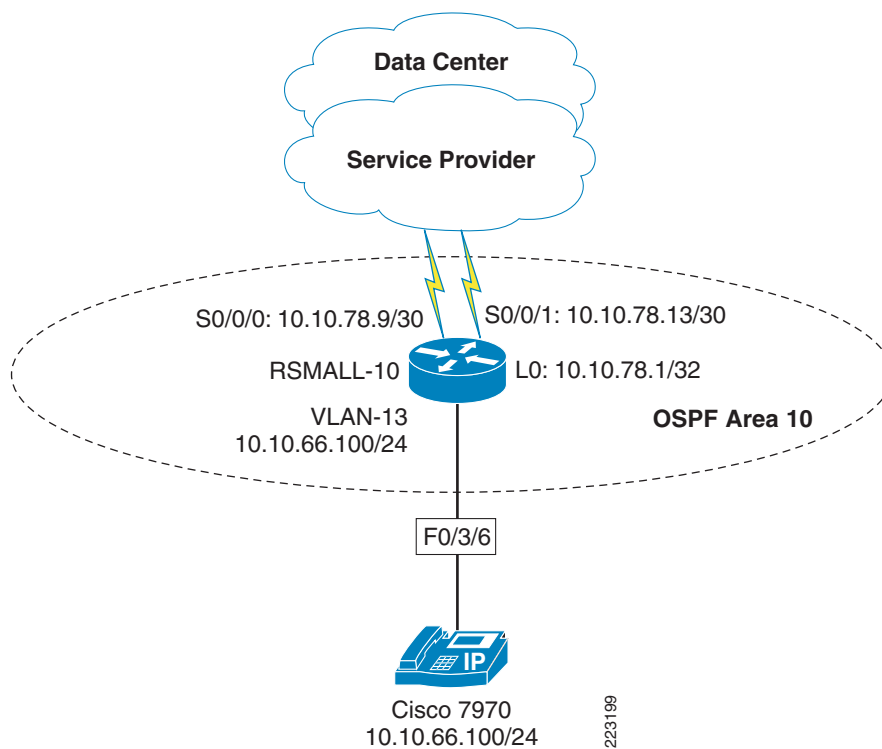 Data Center
Service Provider
S0/0/0: 10.10.78.9/30
S0/0/1: 10.10.78.13/30
RSMALL-10
L0: 10.10.78.1/32
VLAN-13
10.10.66.100/24
OSPF Area 10
F0/3/6
IP
Cisco 7970
10.10.66.100/24
223199